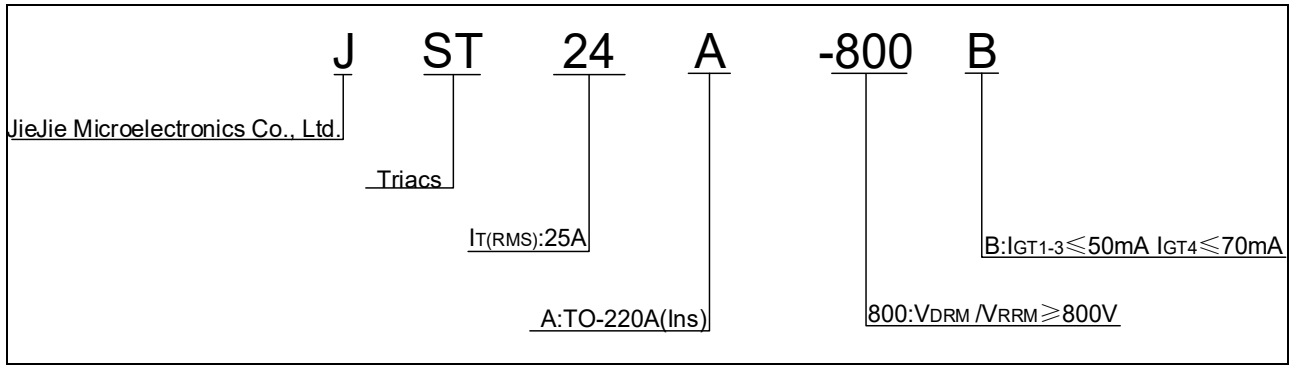 J ST 24 A -800 B
JieJie Microelectronics Co., Ltd.
Triacs
IT(RMS):25A
B:IGT1-3≤50mA IGT4≤70mA
A:TO-220A(Ins)
800:VDRM /VRRM≥800V